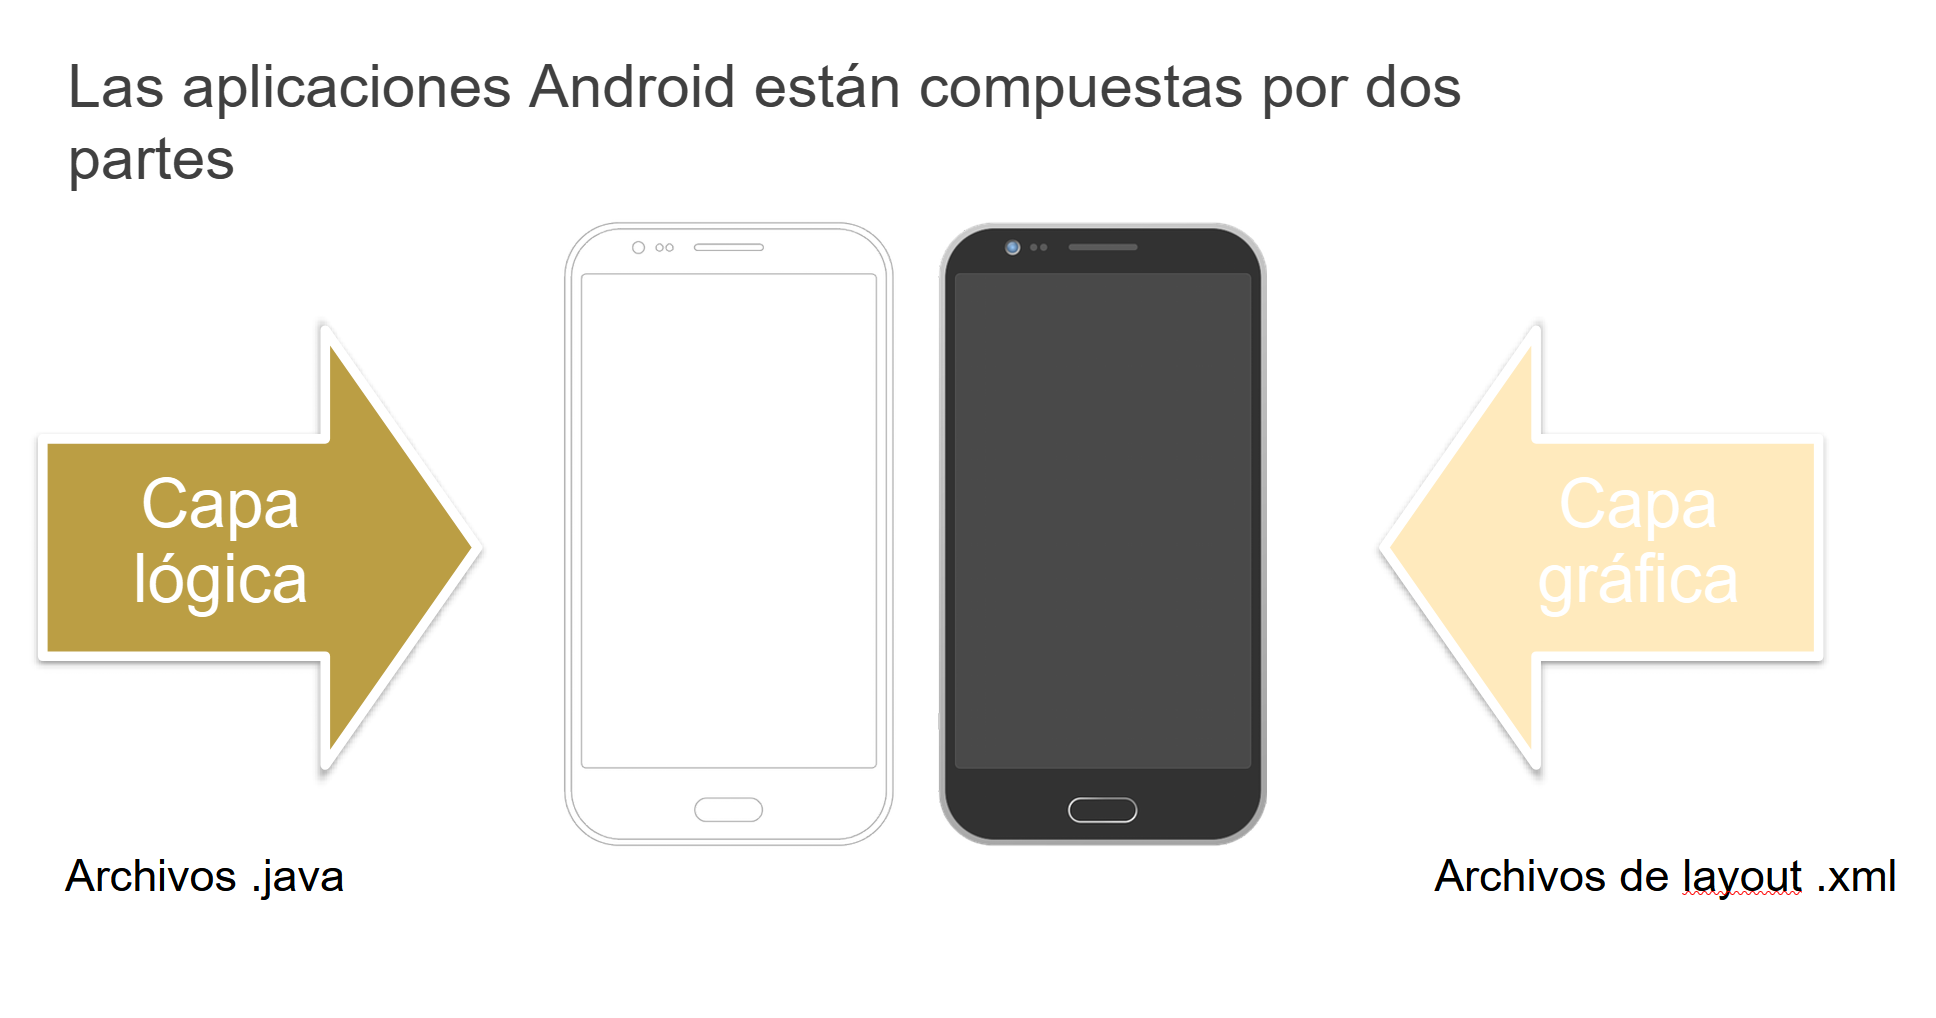 Las aplicaciones Android están compuestas por dos
partes
Capa
lógica
Capa
gráfica
Archivos .java
Archivos de layout .xml